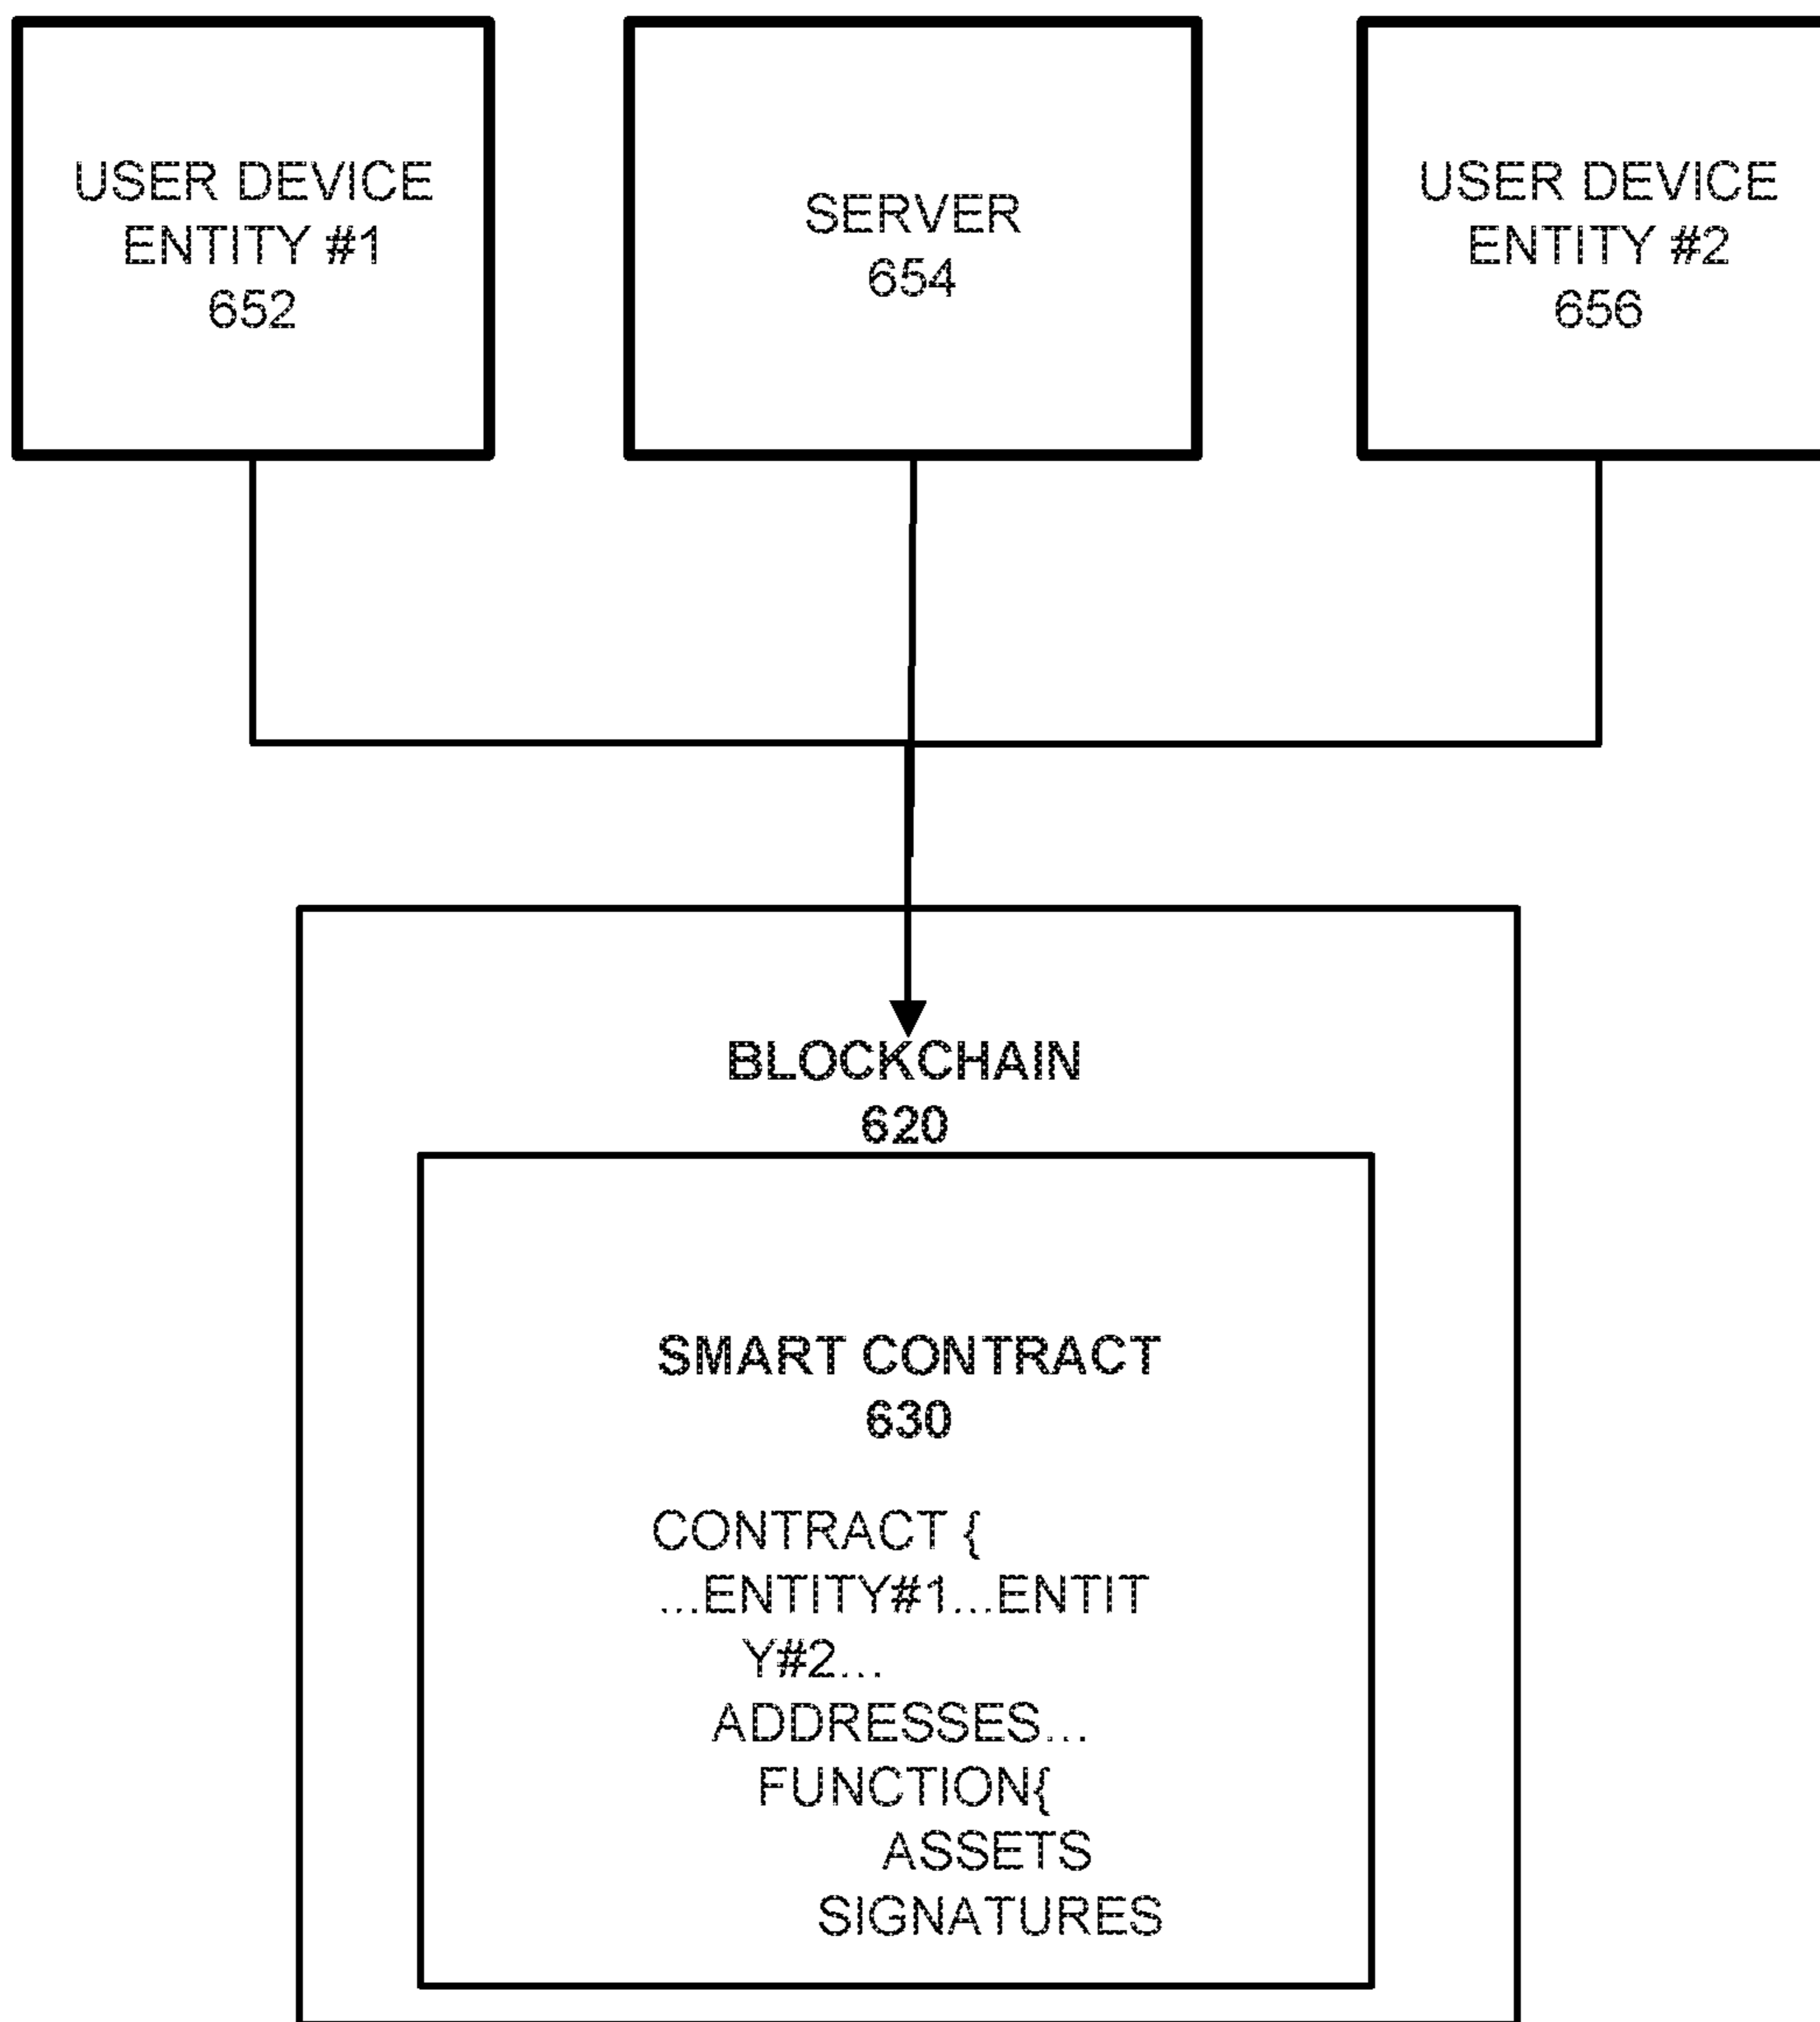 USER DEVICE
ENTITY #1
652
SERVER
654
USER DEVICE
ENTITY #2
656
BLOCKCHAIN
620
SMART CONTRACT
630
CONTRACT {
...ENTITY#1...ENTIT
Y#2...
ADDRESSES...
FUNCTION{
ASSETS
SIGNATURES